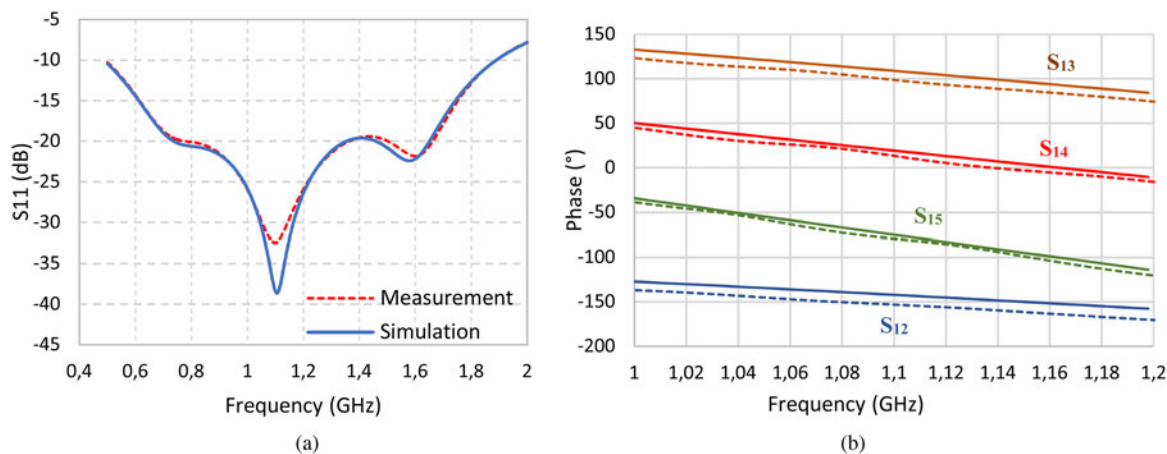 -5
-10
-15
-20
-25
-30
-35
-40
-45
S11 (dB)
Measurement
Simulation
0,4 0,6 0,8 1 1,2 1,4 1,6 1,8 2
Frequency (GHz)
(a)
150
100
50
0
-50
-100
-150
-200
Phase (°)
S13
S14
S15
S12
1 1,02 1,04 1,06 1,08 1,1 1,12 1,14 1,16 1,18 1,2
Frequency (GHz)
(b)